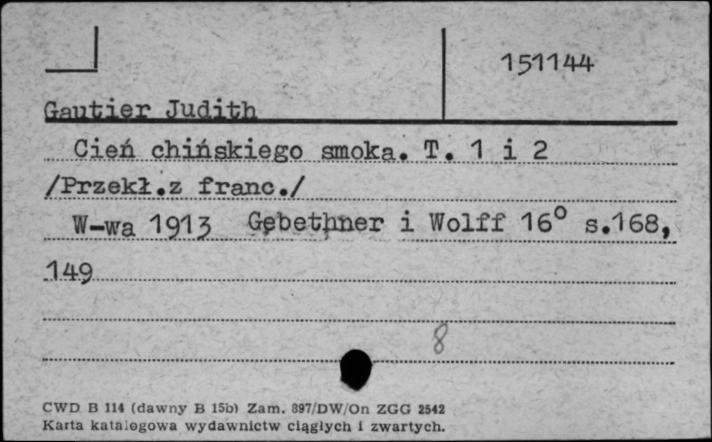 151144
Gautier Judith
Cień chińskiego smoka. T. 1 i 2
/Przekł.z franc./
W-wa 1913 Gębethner i Wolff 16° s.168,
149
8
CWD B 114 (dawny B 15b) Zam. 897/DW/On ZGG 2542
Karta katalogowa wydawnictw ciągłych i zwartych.